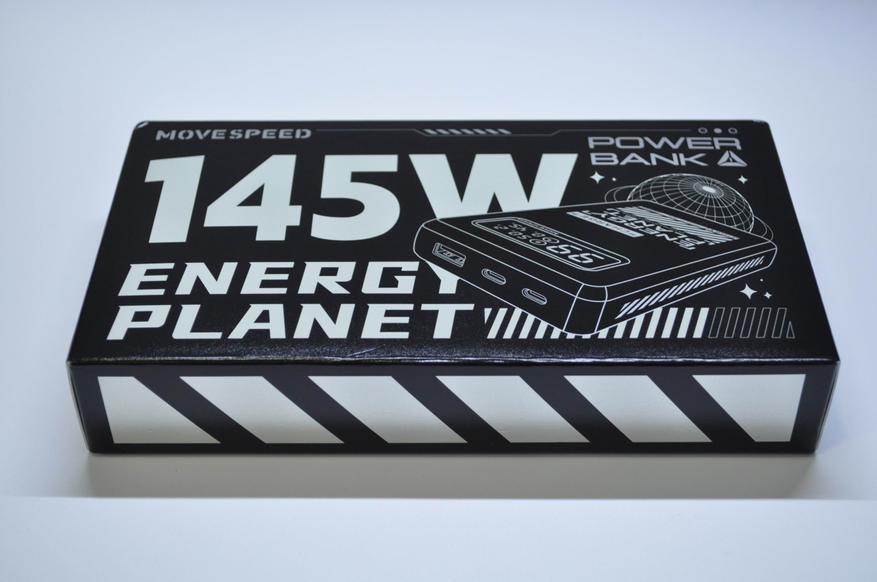 MOVESPEED
POWER
BANK
145W
ENERGY
PLANET